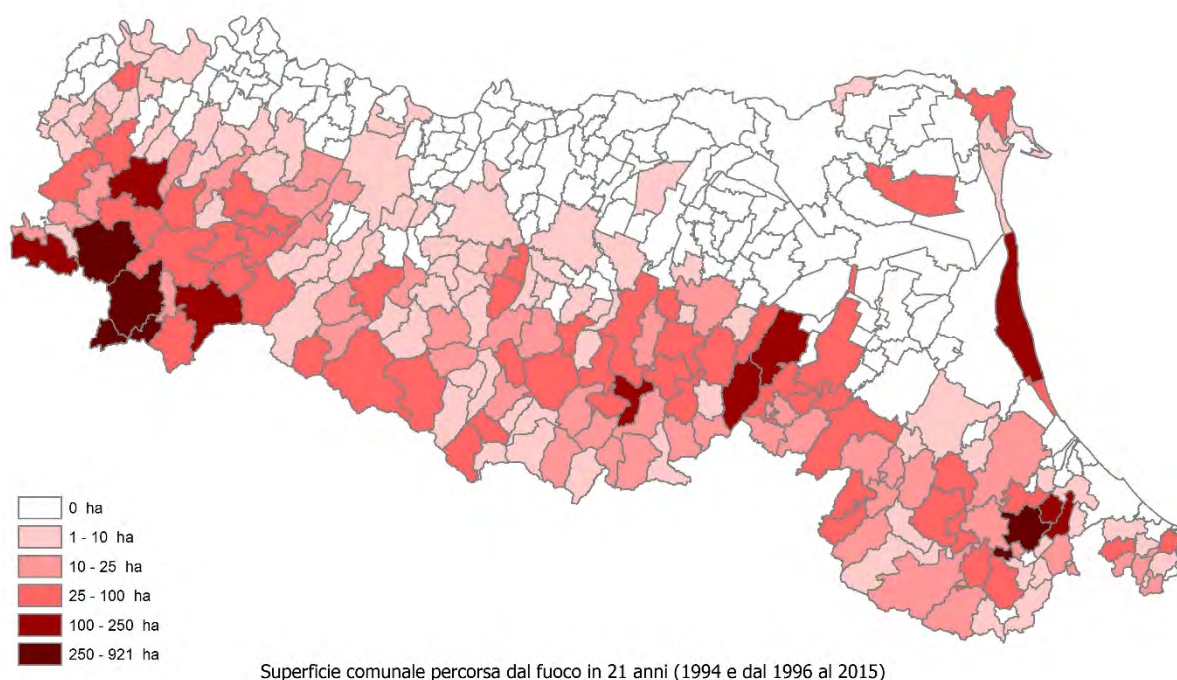 0 ha
1 - 10 ha
10 - 25 ha
25 - 100 ha
100 - 250 ha
250 - 921 ha
Superficie comunale percorsa dal fuoco in 21 anni (1994 e dal 1996 al 2015)